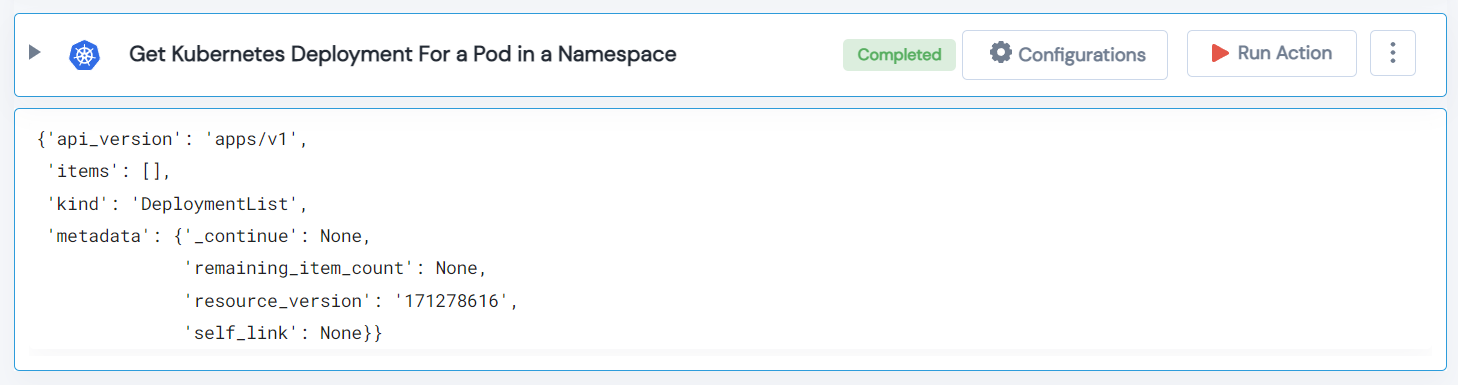 Get Kubernetes Deployment For a Pod in a Namespace Completed Configurations Run Action
{'api_version': 'apps/v1',
 'items': [],
 'kind': 'DeploymentList',
 'metadata': {'_continue': None,
              'remaining_item_count': None,
              'resource_version': '171278616',
              'self_link': None}}